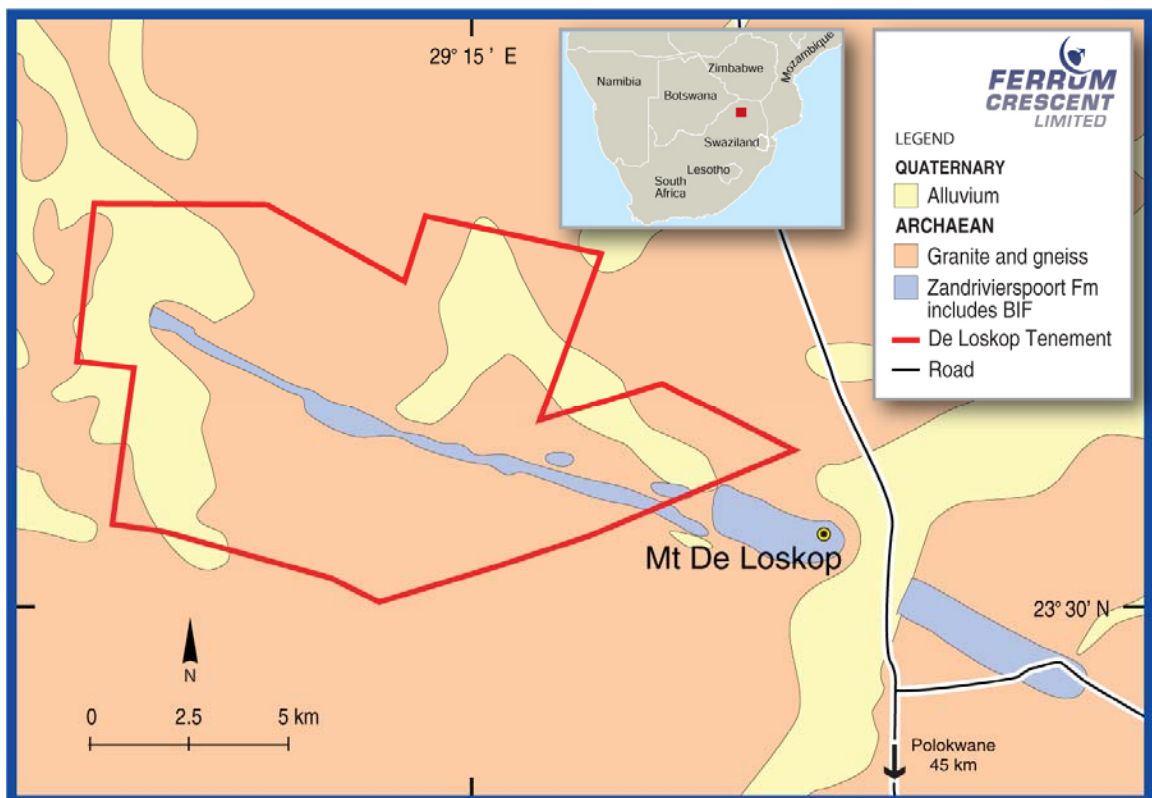 29° 15 ' E
Namibia
Botswana
Zimbabwe
Mozambique
Swaziland
Lesotho
South
Africa
FERRUM
CRESCENT
LIMITED
LEGEND
QUATERNARY
Alluvium
ARCHAEAN
Granite and gneiss
Zandrivierspoort Fm
includes BIF
De Loskop Tenement
Road
Mt De Loskop
23° 30' N
N
0 2.5 5 km
Polokwane
45 km